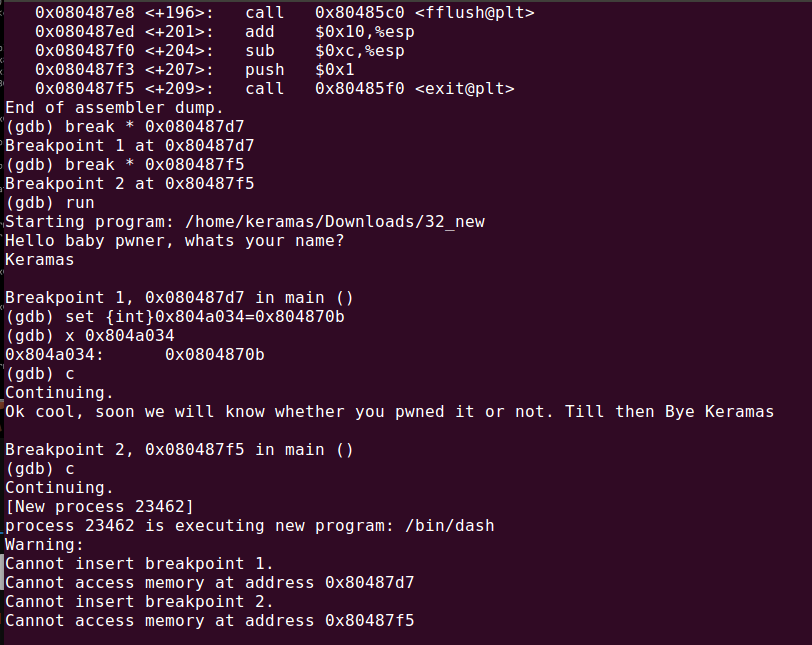 0x080487e8 <+196>:   call   0x80485c0 <fflush@plt>
0x080487ed <+201>:   add    $0x10,%esp
0x080487f0 <+204>:   sub    $0xc,%esp
0x080487f3 <+207>:   push   $0x1
0x080487f5 <+209>:   call   0x80485f0 <exit@plt>
End of assembler dump.
(gdb) break * 0x080487d7
Breakpoint 1 at 0x80487d7
(gdb) break * 0x080487f5
Breakpoint 2 at 0x80487f5
(gdb) run
Starting program: /home/keramas/Downloads/32_new
Hello baby pwner, whats your name?
Keramas
Breakpoint 1, 0x080487d7 in main ()
(gdb) set {int}0x804a034=0x804870b
(gdb) x 0x804a034
0x804a034:      0x0804870b
(gdb) c
Continuing.
Ok cool, soon we will know whether you pwned it or not. Till then Bye Keramas
Breakpoint 2, 0x080487f5 in main ()
(gdb) c
Continuing.
[New process 23462]
process 23462 is executing new program: /bin/dash
Warning:
Cannot insert breakpoint 1.
Cannot access memory at address 0x80487d7
Cannot insert breakpoint 2.
Cannot access memory at address 0x80487f5